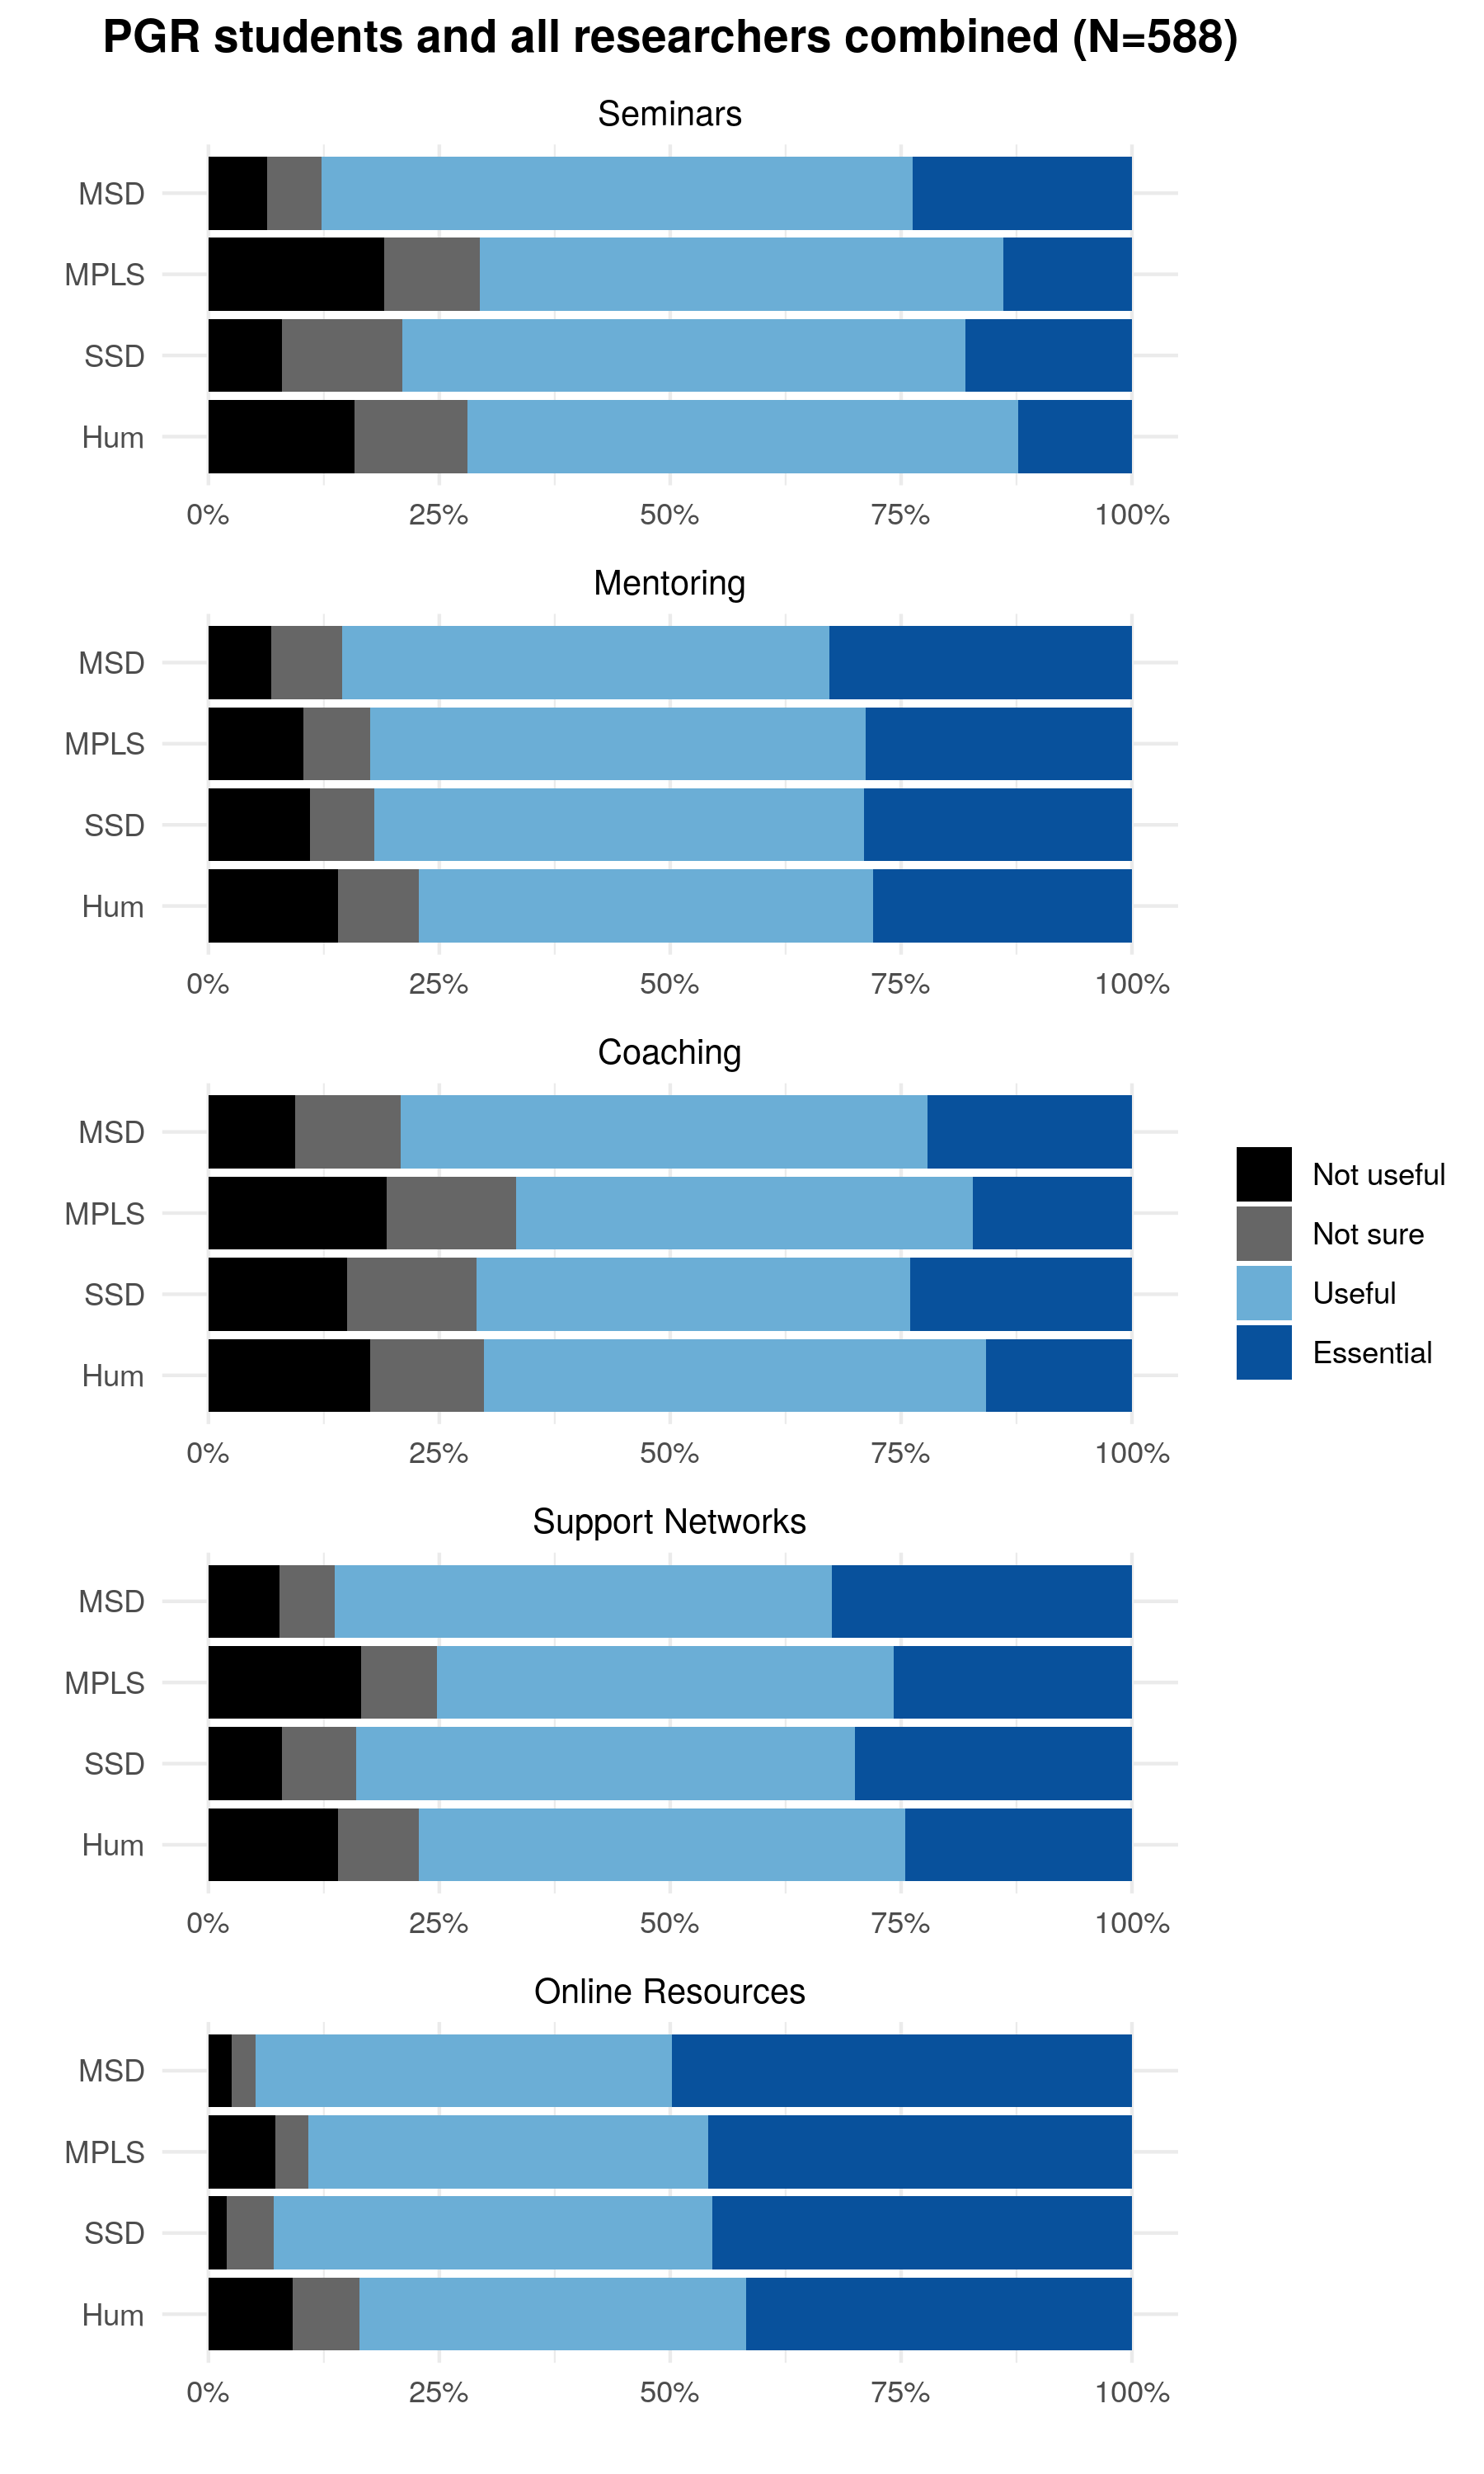 PGR students and all researchers combined (N=588)
Seminars
MSD
MPLS
SSD
Hum
0% 25% 50% 75% 100%
Mentoring
MSD
MPLS
SSD
Hum
0% 25% 50% 75% 100%
Coaching
MSD
MPLS
SSD
Hum
0% 25% 50% 75% 100%
Not useful
Not sure
Useful
Essential
Support Networks
MSD
MPLS
SSD
Hum
0% 25% 50% 75% 100%
Online Resources
MSD
MPLS
SSD
Hum
0% 25% 50% 75% 100%